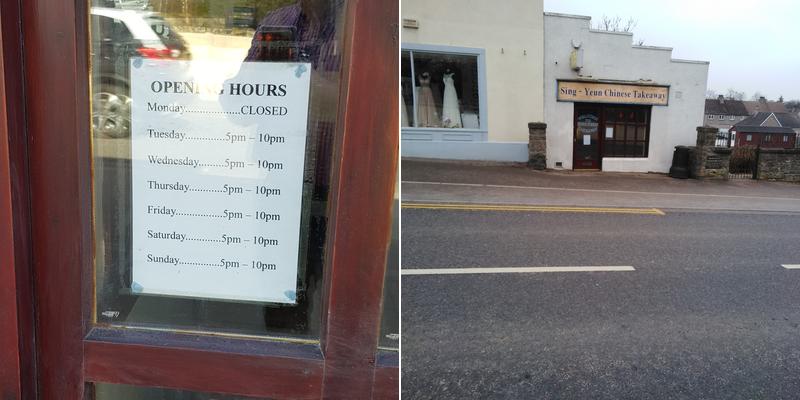 OPENING HOURS
Monday................CLOSED
Tuesday..............5pm – 10pm
Wednesday........5pm – 10pm
Thursday............5pm – 10pm
Friday.................5pm – 10pm
Saturday.............5pm – 10pm
Sunday................5pm – 10pm
Sing - Yeun Chinese Takeaway